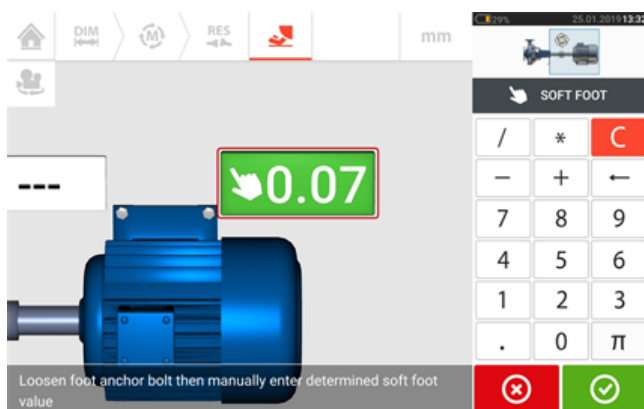 DIM
M
RES
mm
29%
25.01.2019 13:32
SOFT FOOT
---
0.07
/ * C
− + ←
7 8 9
4 5 6
1 2 3
. 0 π
Loosen foot anchor bolt then manually enter determined soft foot
value